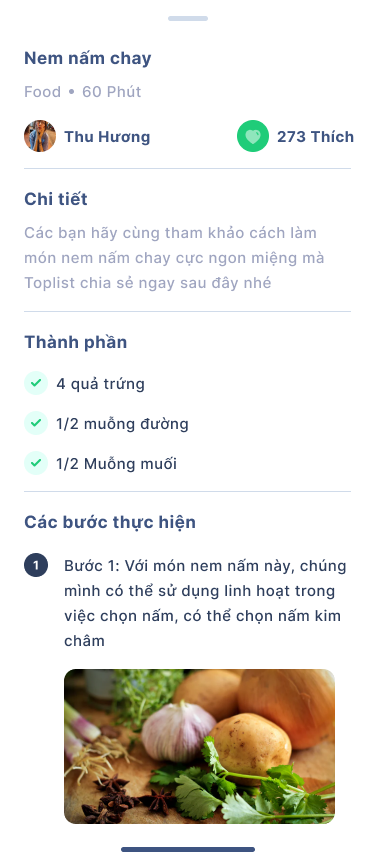 Nem nấm chay
Food • 60 Phút
Thu Hương
273 Thích
Chi tiết
Các bạn hãy cùng tham khảo cách làm
món nem nấm chay cực ngon miệng mà
Toplist chia sẻ ngay sau đây nhé
Thành phần
4 quả trứng
1/2 muỗng đường
1/2 Muỗng muối
Các bước thực hiện
1
Bước 1: Với món nem nấm này, chúng
mình có thể sử dụng linh hoạt trong
việc chọn nấm, có thể chọn nấm kim
châm